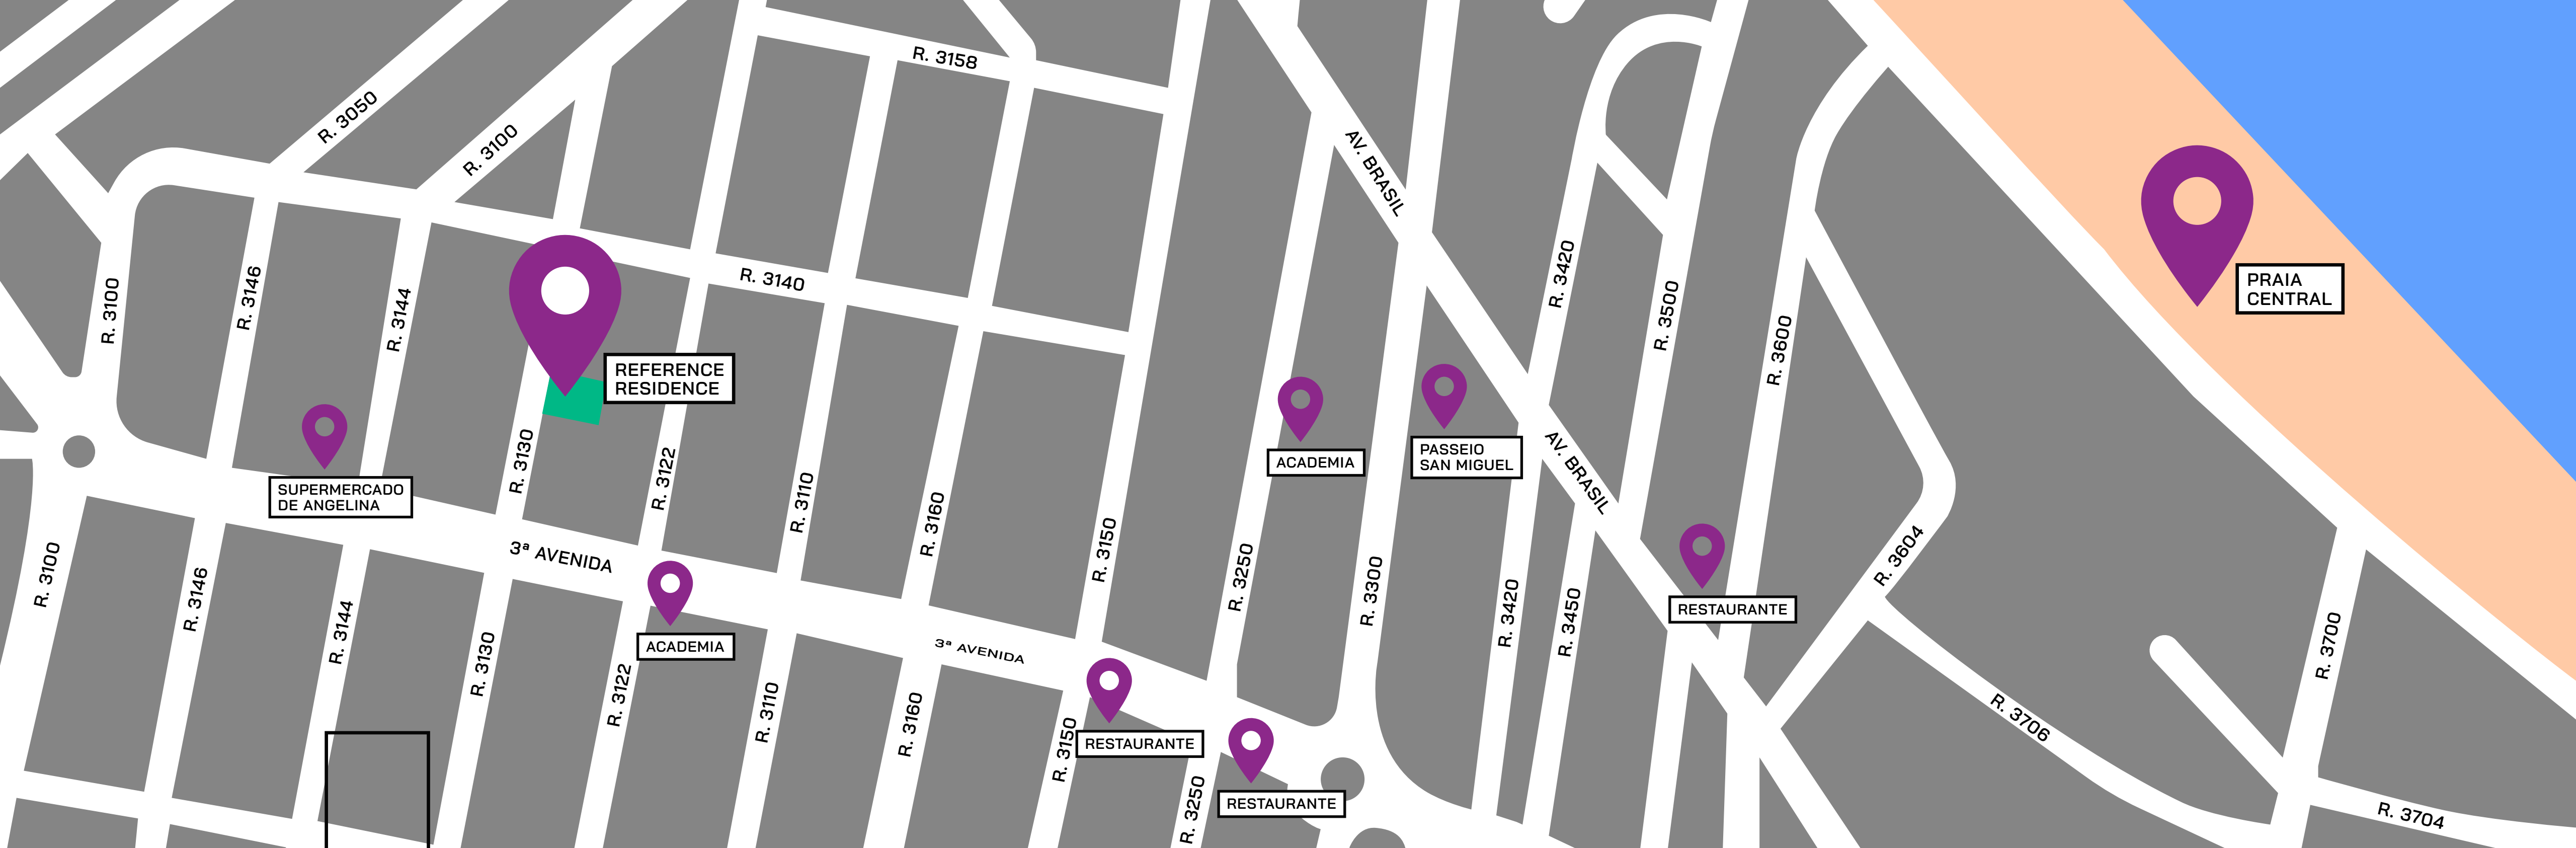 R. 3158
R. 3050
R. 3100
AV. BRASIL
R. 3140
R. 3100
R. 3146
R. 3144
R. 3420
R. 3500
R. 3600
PRAIA
CENTRAL
REFERENCE
RESIDENCE
R. 3130
R. 3122
R. 3110
R. 3160
R. 3150
ACADEMIA
PASSEIO
SAN MIGUEL
AV. BRASIL
SUPERMERCADO
DE ANGELINA
3ª AVENIDA
R. 3100
R. 3146
R. 3144
R. 3130
R. 3122
ACADEMIA
R. 3110
R. 3160
3ª AVENIDA
R. 3250
R. 3300
R. 3420
R. 3450
RESTAURANTE
R. 3604
R. 3700
R. 3706
R. 3150
RESTAURANTE
R. 3250
RESTAURANTE
R. 3704